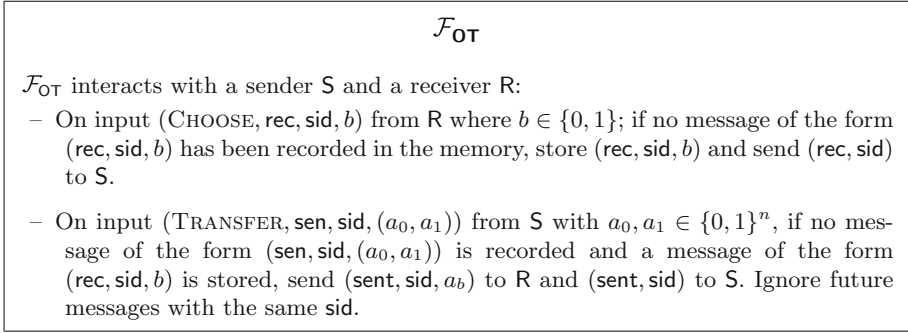 𝓕OT
𝓕OT interacts with a sender S and a receiver R:
– On input (CHOOSE, rec, sid, b) from R where b ∈ {0, 1}; if no message of the form
(rec, sid, b) has been recorded in the memory, store (rec, sid, b) and send (rec, sid)
to S.
– On input (TRANSFER, sen, sid, (a₀, a₁)) from S with a₀, a₁ ∈ {0, 1}ⁿ, if no mes-
sage of the form (sen, sid, (a₀, a₁)) is recorded and a message of the form
(rec, sid, b) is stored, send (sent, sid, a_b) to R and (sent, sid) to S. Ignore future
messages with the same sid.